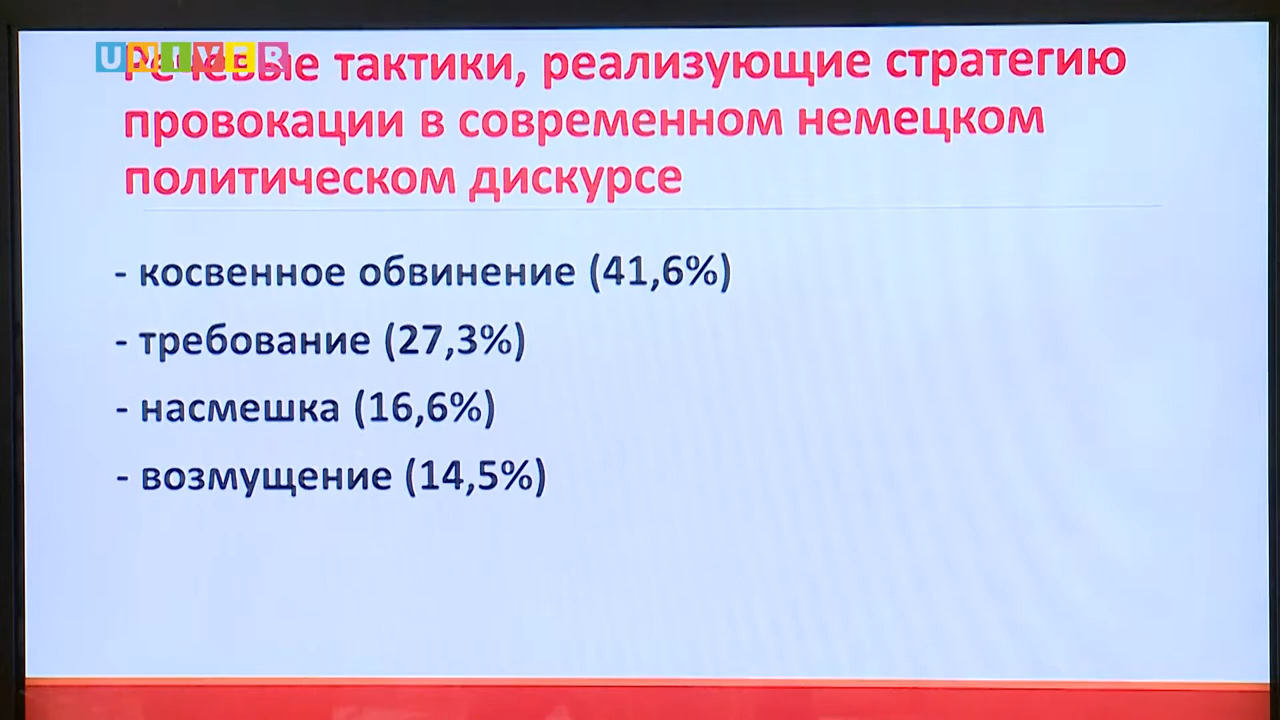 UNIVER
Речевые тактики, реализующие стратегию
провокации в современном немецком
политическом дискурсе
- косвенное обвинение (41,6%)
- требование (27,3%)
- насмешка (16,6%)
- возмущение (14,5%)